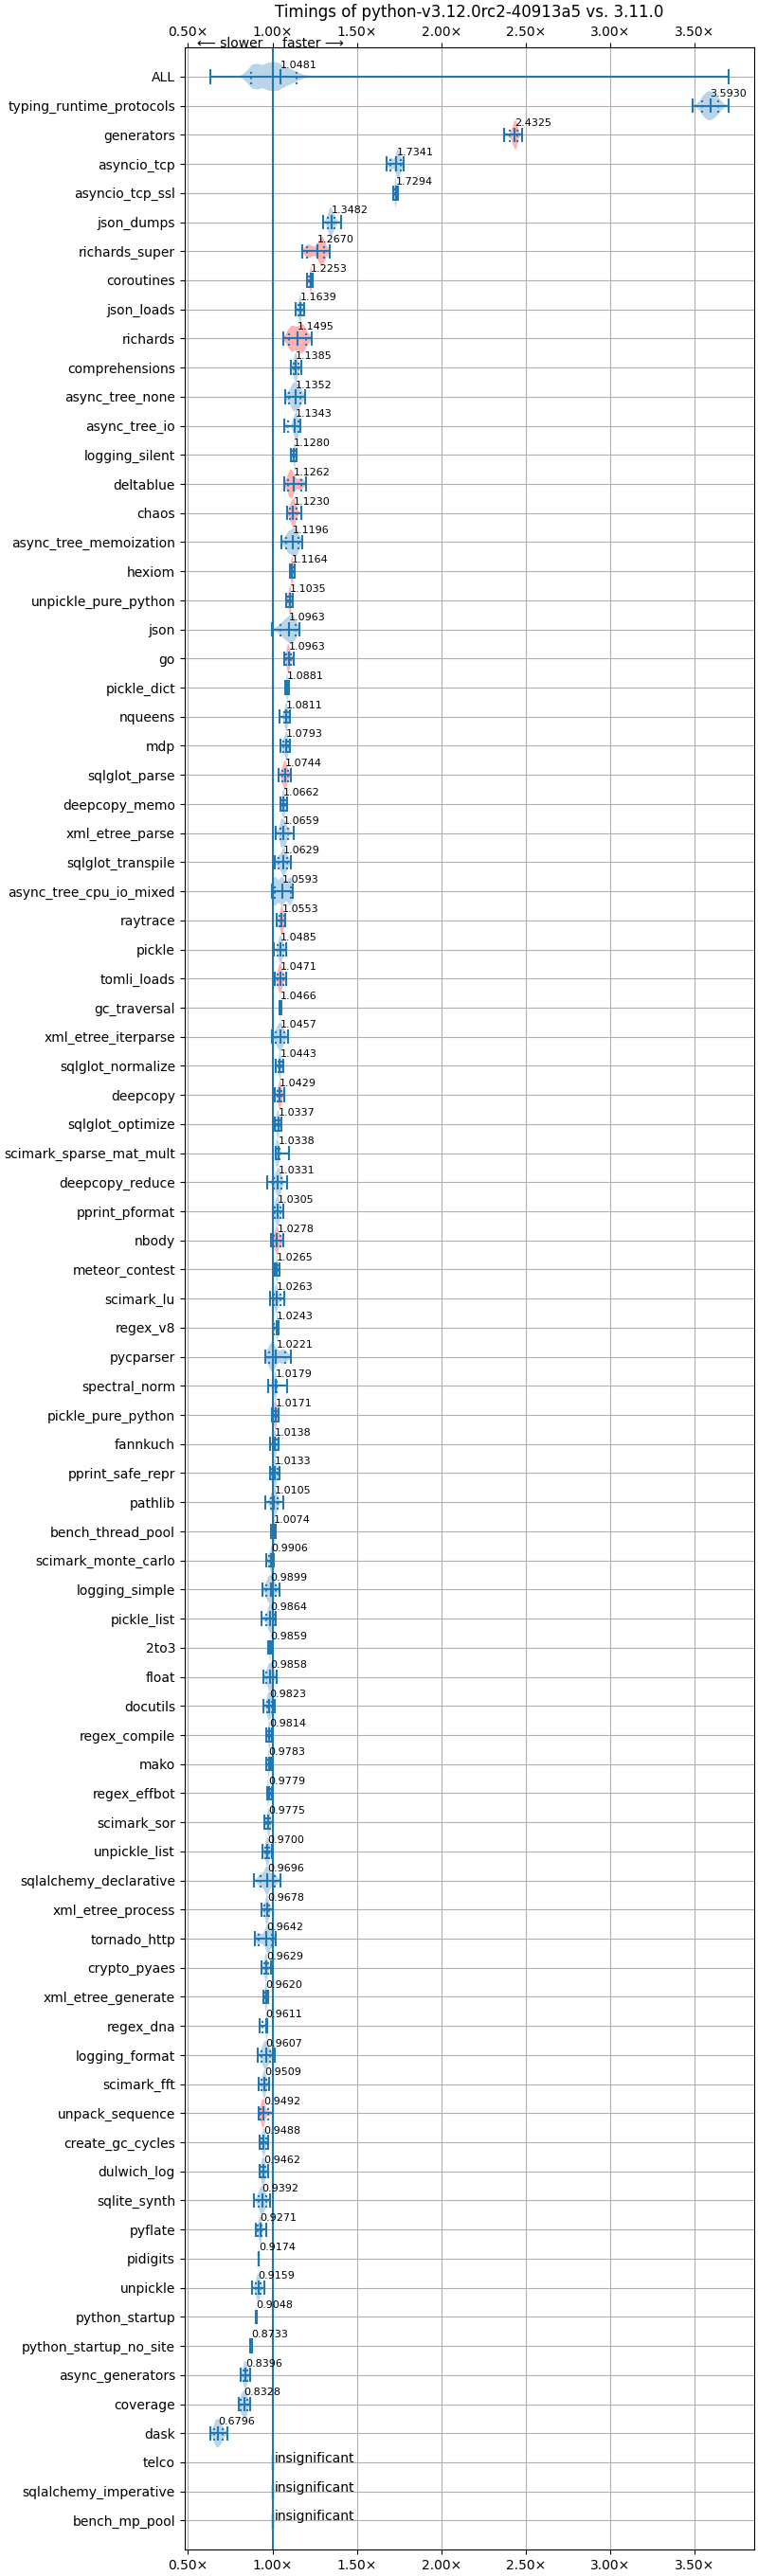 Timings of python-v3.12.0rc2-40913a5 vs. 3.11.0
0.50× 1.00× 1.50× 2.00× 2.50× 3.00× 3.50×
⟵ slower faster ⟶
ALL 1.0481
typing_runtime_protocols 3.5930
generators 2.4325
asyncio_tcp 1.7341
asyncio_tcp_ssl 1.7294
json_dumps 1.3482
richards_super 1.2670
coroutines 1.2253
json_loads 1.1639
richards 1.1495
comprehensions 1.1385
async_tree_none 1.1352
async_tree_io 1.1343
logging_silent 1.1280
deltablue 1.1262
chaos 1.1230
async_tree_memoization 1.1196
hexiom 1.1164
unpickle_pure_python 1.1035
json 1.0963
go 1.0963
pickle_dict 1.0881
nqueens 1.0811
mdp 1.0793
sqlglot_parse 1.0744
deepcopy_memo 1.0662
xml_etree_parse 1.0659
sqlglot_transpile 1.0629
async_tree_cpu_io_mixed 1.0593
raytrace 1.0553
pickle 1.0485
tomli_loads 1.0471
gc_traversal 1.0466
xml_etree_iterparse 1.0457
sqlglot_normalize 1.0443
deepcopy 1.0429
sqlglot_optimize 1.0337
scimark_sparse_mat_mult 1.0338
deepcopy_reduce 1.0331
pprint_pformat 1.0305
nbody 1.0278
meteor_contest 1.0265
scimark_lu 1.0263
regex_v8 1.0243
pycparser 1.0221
spectral_norm 1.0179
pickle_pure_python 1.0171
fannkuch 1.0138
pprint_safe_repr 1.0133
pathlib 1.0105
bench_thread_pool 1.0074
scimark_monte_carlo 0.9906
logging_simple 0.9899
pickle_list 0.9864
2to3 0.9859
float 0.9858
docutils 0.9823
regex_compile 0.9814
mako 0.9783
regex_effbot 0.9779
scimark_sor 0.9775
unpickle_list 0.9700
sqlalchemy_declarative 0.9696
xml_etree_process 0.9678
tornado_http 0.9642
crypto_pyaes 0.9629
xml_etree_generate 0.9620
regex_dna 0.9611
logging_format 0.9607
scimark_fft 0.9509
unpack_sequence 0.9492
create_gc_cycles 0.9488
dulwich_log 0.9462
sqlite_synth 0.9392
pyflate 0.9271
pidigits 0.9174
unpickle 0.9159
python_startup 0.9048
python_startup_no_site 0.8733
async_generators 0.8396
coverage 0.8328
dask 0.6796
telco insignificant
sqlalchemy_imperative insignificant
bench_mp_pool insignificant
0.50× 1.00× 1.50× 2.00× 2.50× 3.00× 3.50×